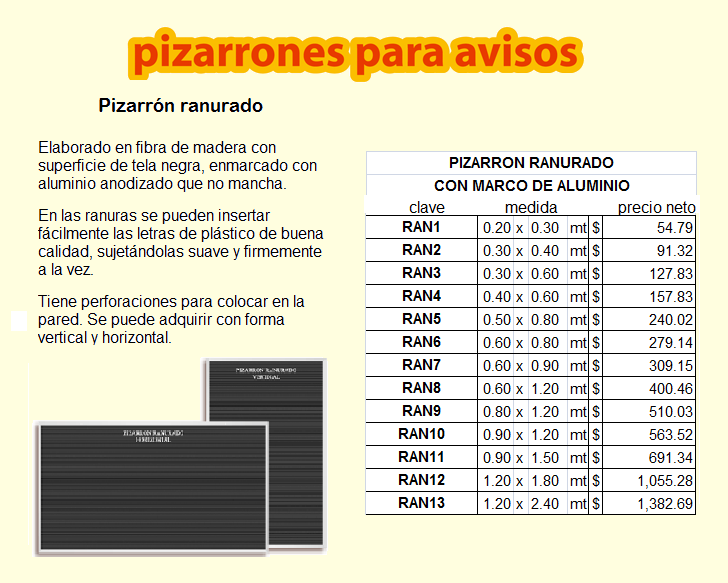 pizarrones para avisos
Pizarrón ranurado
Elaborado en fibra de madera con
superficie de tela negra, enmarcado con
aluminio anodizado que no mancha.
En las ranuras se pueden insertar
fácilmente las letras de plástico de buena
calidad, sujetándolas suave y firmemente
a la vez.
Tiene perforaciones para colocar en la
pared. Se puede adquirir con forma
vertical y horizontal.
PIZARRON RANURADO
VERTICAL
PIZARRON RANURADO
HORIZONTAL
PIZARRON RANURADO
CON MARCO DE ALUMINIO
clave medida precio neto
RAN1 0.20 x 0.30 mt $ 54.79
RAN2 0.30 x 0.40 mt $ 91.32
RAN3 0.30 x 0.60 mt $ 127.83
RAN4 0.40 x 0.60 mt $ 157.83
RAN5 0.50 x 0.80 mt $ 240.02
RAN6 0.60 x 0.80 mt $ 279.14
RAN7 0.60 x 0.90 mt $ 309.15
RAN8 0.60 x 1.20 mt $ 400.46
RAN9 0.80 x 1.20 mt $ 510.03
RAN10 0.90 x 1.20 mt $ 563.52
RAN11 0.90 x 1.50 mt $ 691.34
RAN12 1.20 x 1.80 mt $ 1,055.28
RAN13 1.20 x 2.40 mt $ 1,382.69